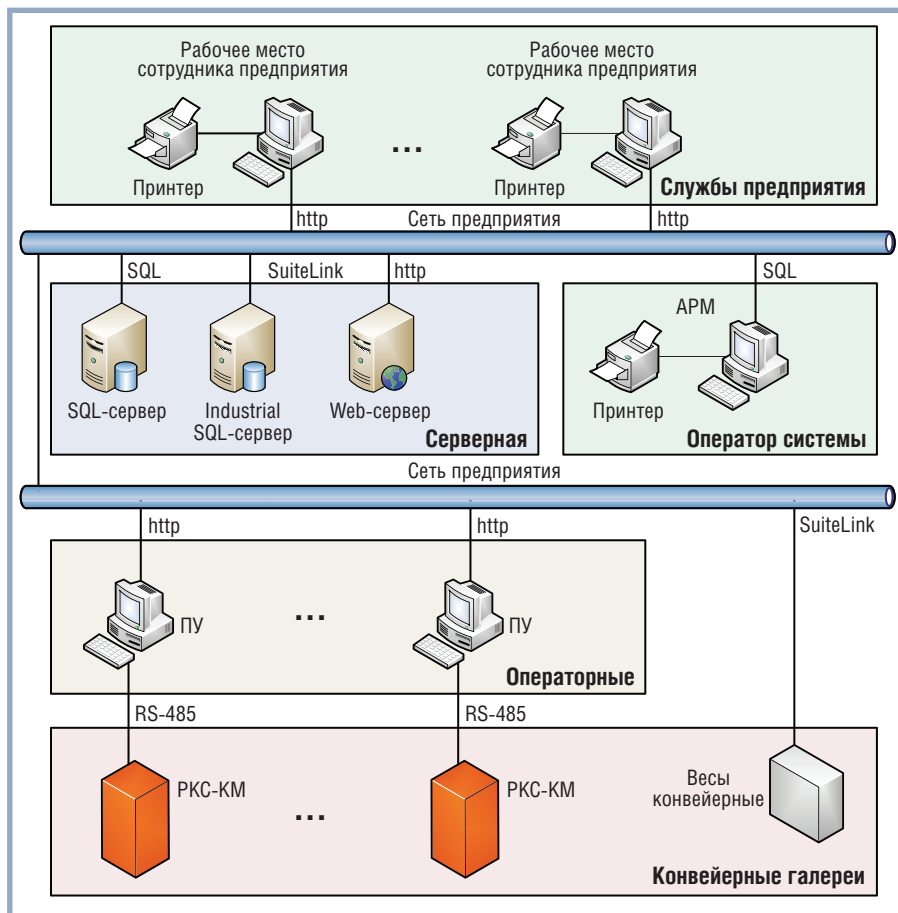 Рабочее место
сотрудника предприятия
Рабочее место
сотрудника предприятия
...
Принтер
Принтер
Службы предприятия
http
Сеть предприятия
http
SQL
SuiteLink
http
SQL
АРМ
SQL-сервер
Industrial
SQL-сервер
Web-сервер
Принтер
Серверная
Оператор системы
Сеть предприятия
http
http
SuiteLink
ПУ
...
ПУ
Операторные
RS-485
RS-485
РКС-КМ
...
РКС-КМ
Весы
конвейерные
Конвейерные галереи